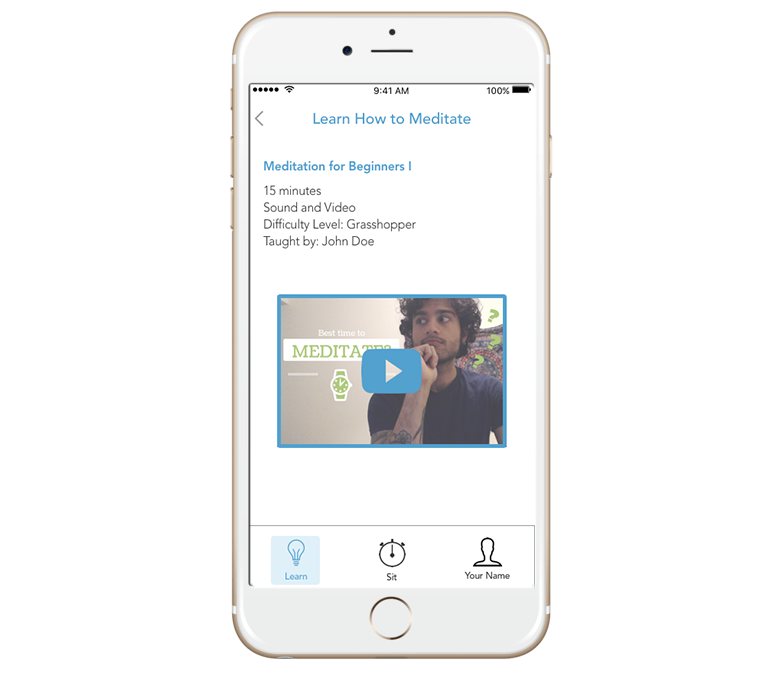 9:41 AM
100%
Learn How to Meditate
Meditation for Beginners I
15 minutes
Sound and Video
Difficulty Level: Grasshopper
Taught by: John Doe
Best time to
MEDITATE?
?
?
?
Learn
Sit
Your Name